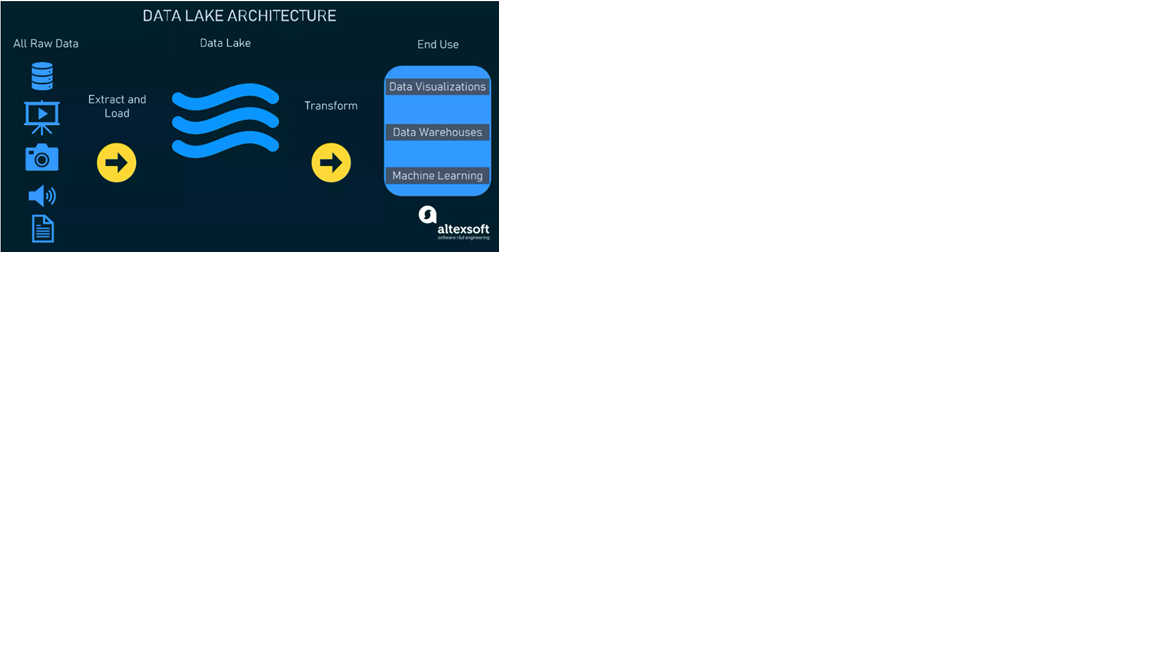 DATA LAKE ARCHITECTURE
All Raw Data
Data Lake
End Use
Extract and
Load
Transform
Data Visualizations
Data Warehouses
Machine Learning
altexsoft
software r&d engineering